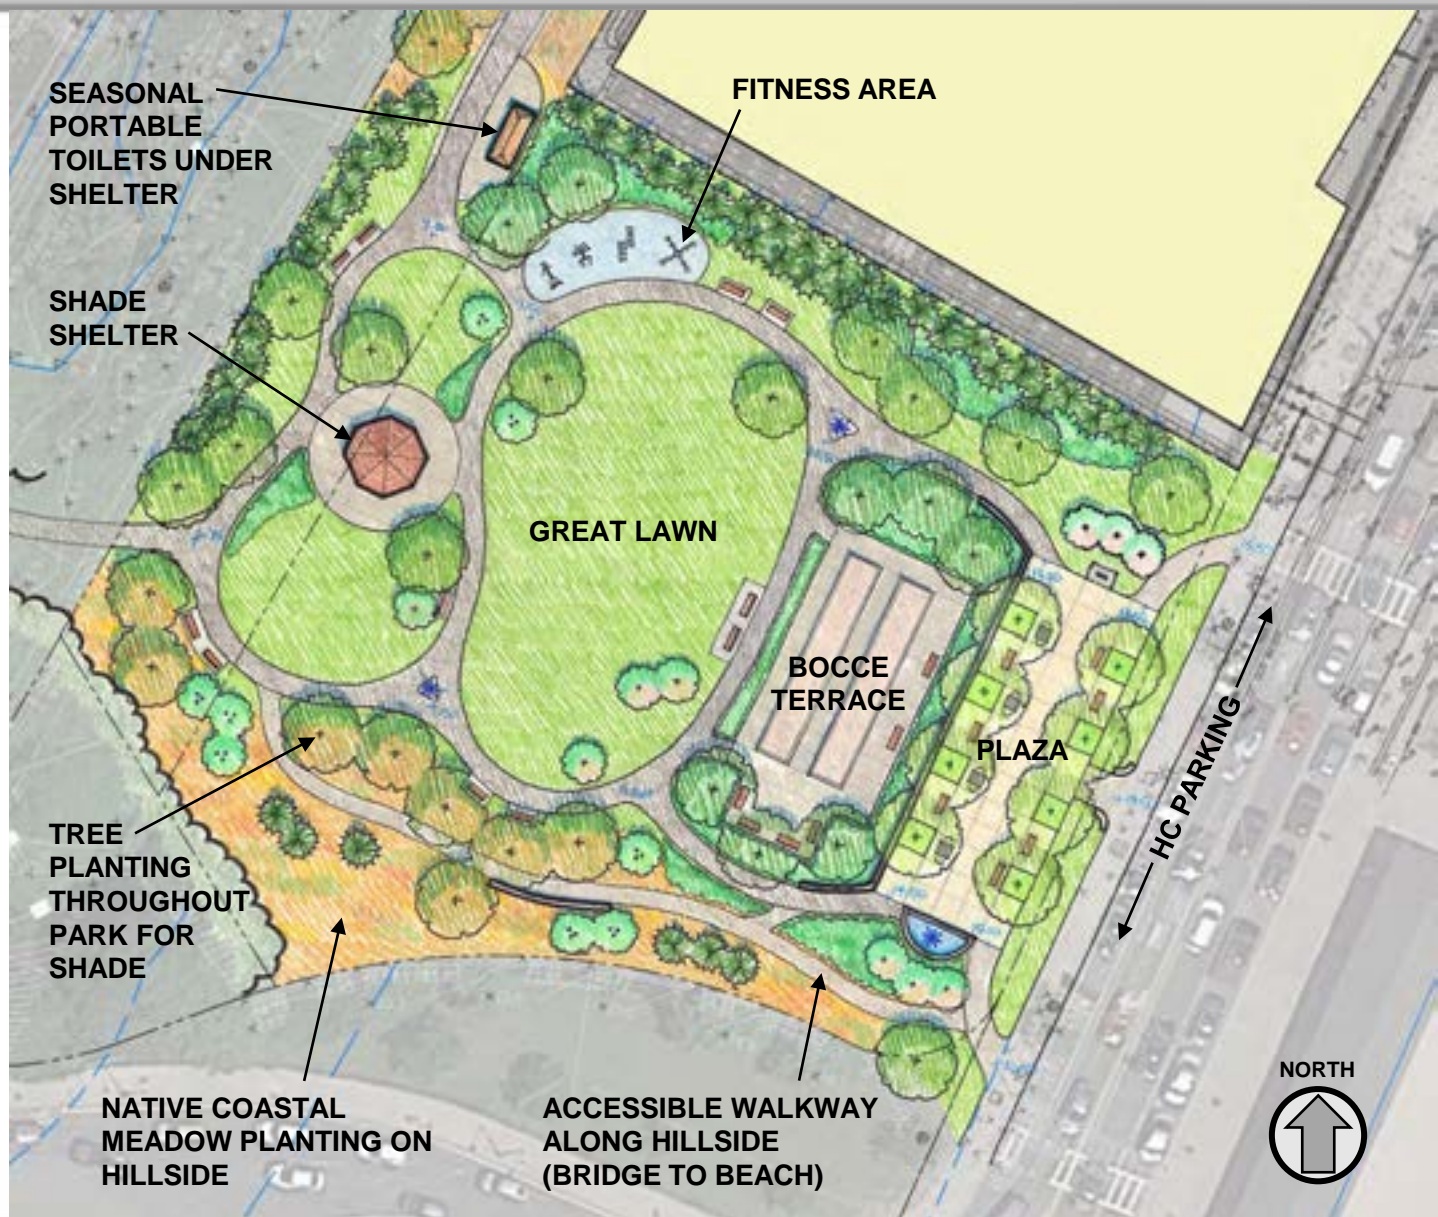 SEASONAL
PORTABLE
TOILETS UNDER
SHELTER
FITNESS AREA
SHADE
SHELTER
GREAT LAWN
BOCCE
TERRACE
PLAZA
HC PARKING
TREE
PLANTING
THROUGHOUT
PARK FOR
SHADE
NATIVE COASTAL
MEADOW PLANTING ON
HILLSIDE
ACCESSIBLE WALKWAY
ALONG HILLSIDE
(BRIDGE TO BEACH)
NORTH